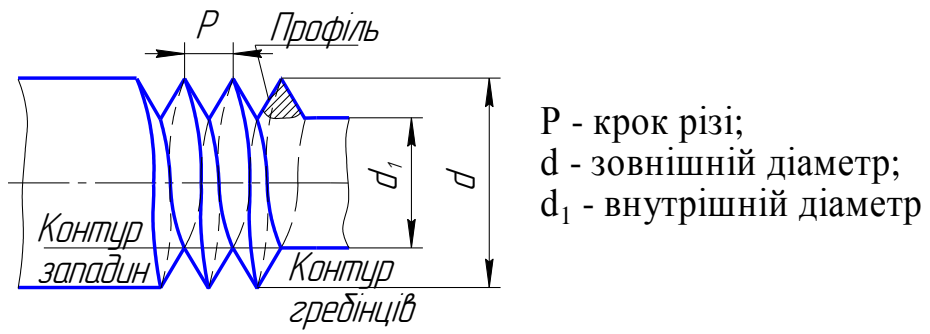 P
Профіль
P - крок різі;
d - зовнішній діаметр;
d1 - внутрішній діаметр
d1
d
Контур
западин
Контур
гребінців